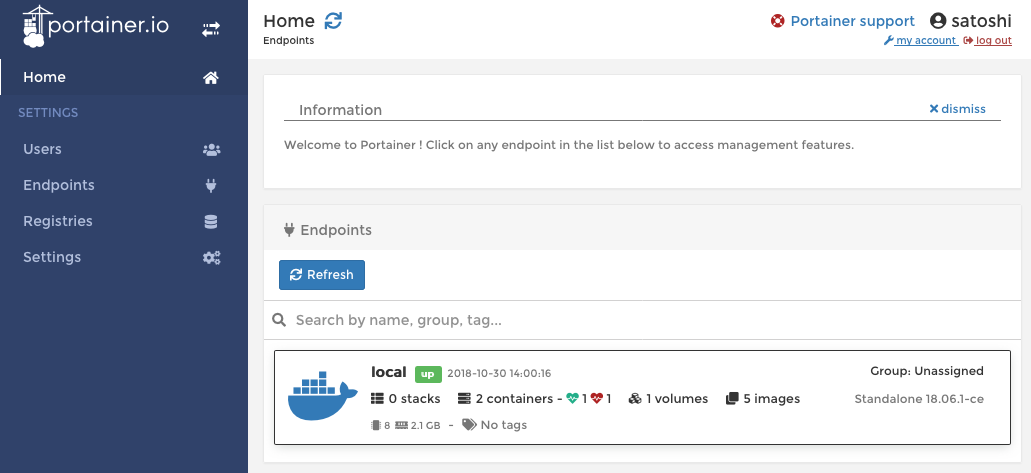 portainer.io
Home
SETTINGS
Users
Endpoints
Registries
Settings
Home
Endpoints
Portainer support
satoshi
my account
log out
Information
dismiss
Welcome to Portainer ! Click on any endpoint in the list below to access management features.
Endpoints
Refresh
Search by name, group, tag...
local up 2018-10-30 14:00:16
Group: Unassigned
0 stacks 2 containers - 1 1 1 volumes 5 images
Standalone 18.06.1-ce
8 2.1 GB - No tags